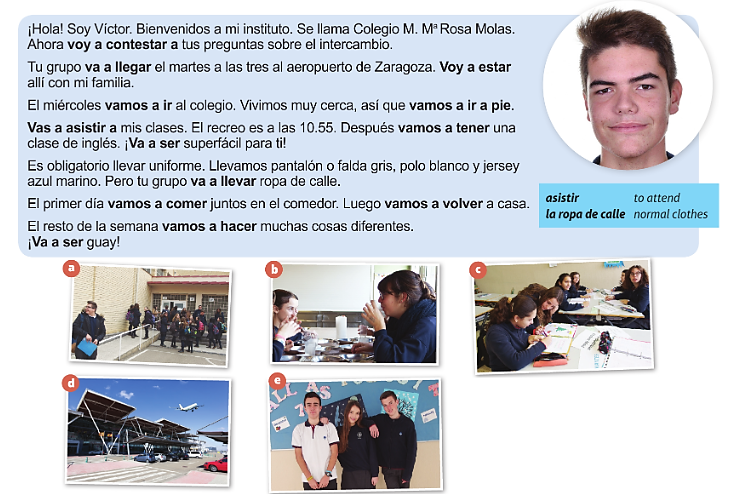 ¡Hola! Soy Víctor. Bienvenidos a mi instituto. Se llama Colegio M. Mª Rosa Molas.
Ahora voy a contestar a tus preguntas sobre el intercambio.
Tu grupo va a llegar el martes a las tres al aeropuerto de Zaragoza. Voy a estar
allí con mi familia.
El miércoles vamos a ir al colegio. Vivimos muy cerca, así que vamos a ir a pie.
Vas a asistir a mis clases. El recreo es a las 10.55. Después vamos a tener una
clase de inglés. ¡Va a ser superfácil para ti!
Es obligatorio llevar uniforme. Llevamos pantalón o falda gris, polo blanco y jersey
azul marino. Pero tu grupo va a llevar ropa de calle.
El primer día vamos a comer juntos en el comedor. Luego vamos a volver a casa.
El resto de la semana vamos a hacer muchas cosas diferentes.
¡Va a ser guay!
asistir to attend
la ropa de calle normal clothes
a
b
c
d
e